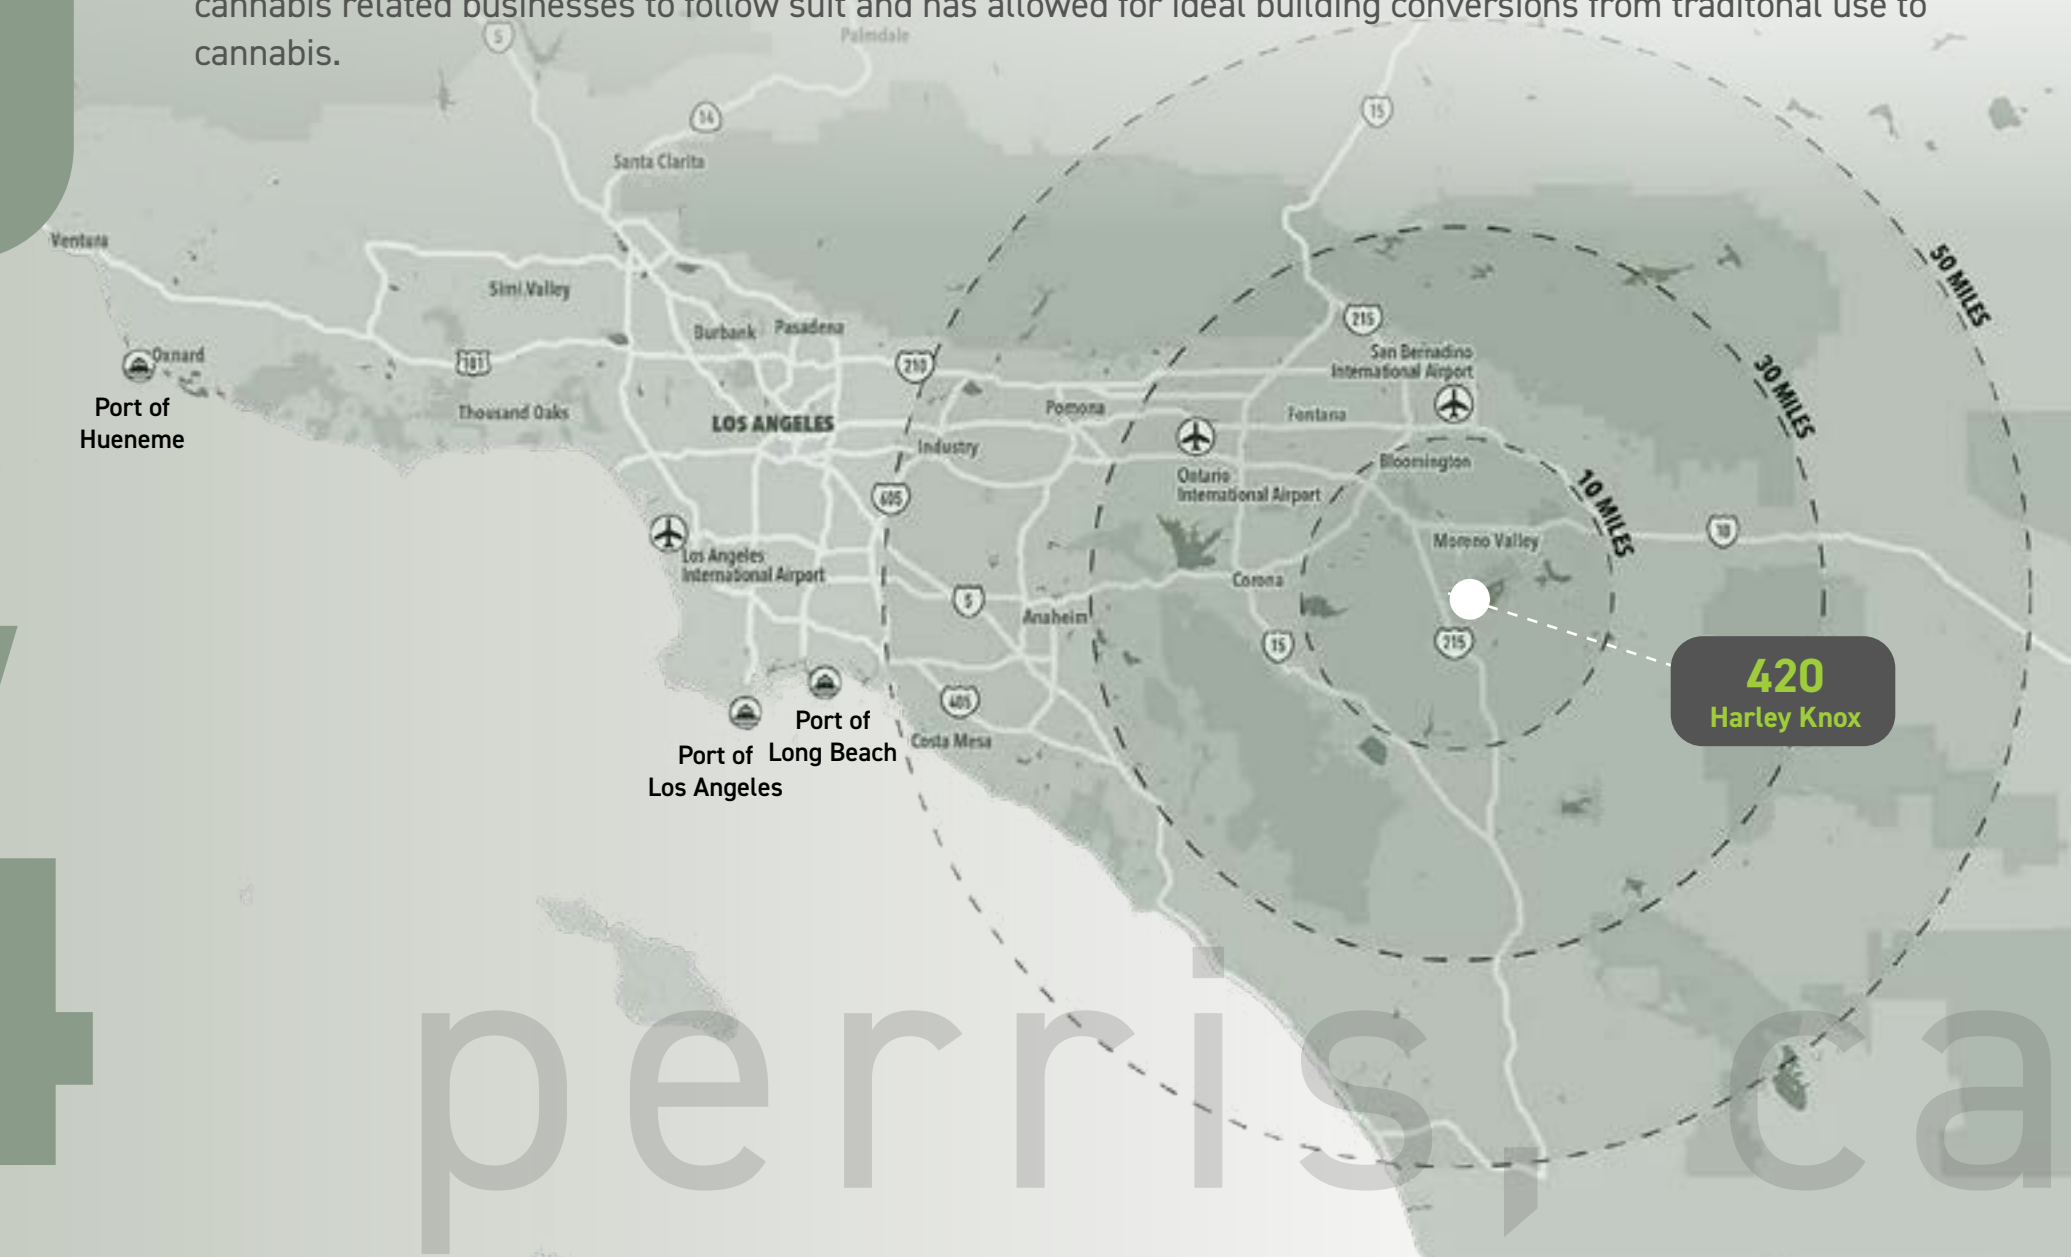 cannabis related businesses to follow suit and has allowed for ideal building conversions from traditonal use to
cannabis.
5
Palmdale
14
15
Santa Clarita
Ventura
50 MILES
Simi Valley
215
Burbank
Pasadena
Oxnard
101
210
San Bernadino
International Airport
30 MILES
Port of
Hueneme
Thousand Oaks
LOS ANGELES
Pomona
Fontana
Industry
Bloomington
Ontario
International Airport
605
10 MILES
10
Los Angeles
International Airport
Moreno Valley
Corona
5
Anaheim
15
215
420
Harley Knox
405
Port of
Long Beach
Costa Mesa
Port of
Los Angeles
perris, ca
4